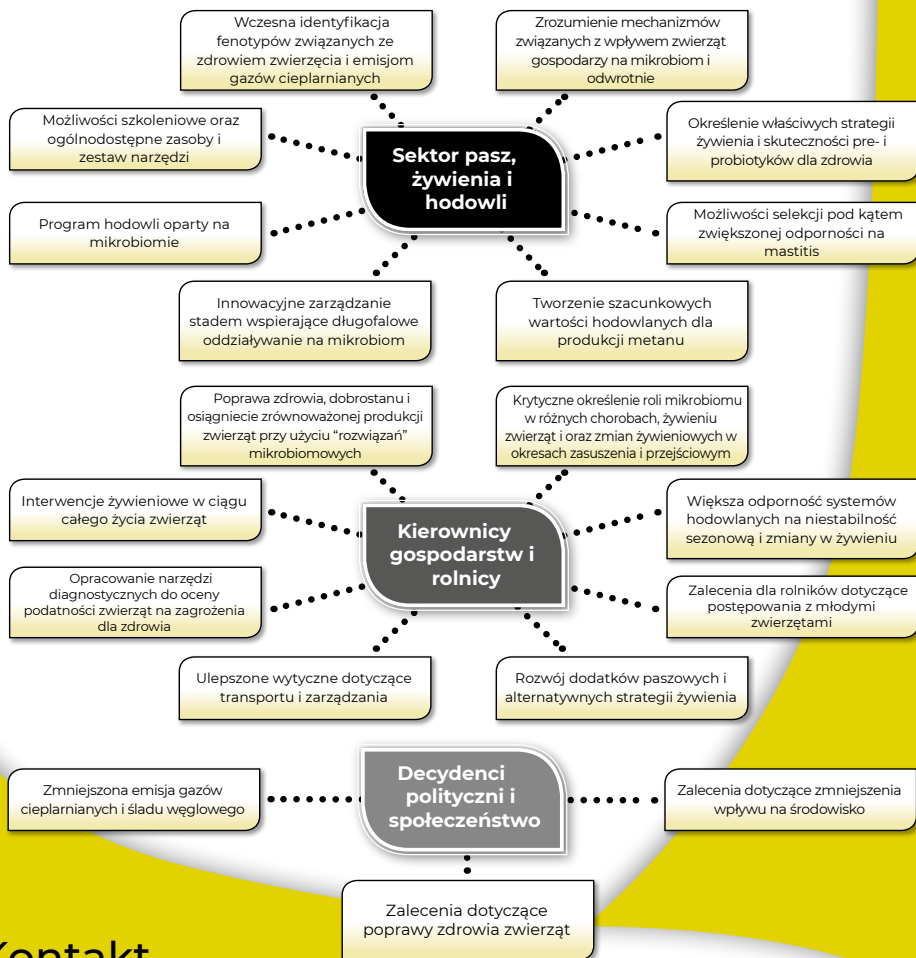 Wczesna identyfikacja
fenotypów związanych ze
zdrowiem zwierzęcia i emisjom
gazów cieplarnianych
Zrozumienie mechanizmów
związanych z wpływem zwierząt
gospodarzy na mikrobiom i
odwrotnie
Możliwości szkoleniowe oraz
ogólnodostępne zasoby i
zestaw narzędzi
Sektor pasz,
żywienia i
hodowli
Określenie właściwych strategii
żywienia i skuteczności pre- i
probiotyków dla zdrowia
Program hodowli oparty na
mikrobiomie
Możliwości selekcji pod kątem
zwiększonej odporności na
mastitis
Innowacyjne zarządzanie
stadem wspierające długofalowe
oddziaływanie na mikrobiom
Tworzenie szacunkowych
wartości hodowlanych dla
produkcji metanu
Poprawa zdrowia, dobrostanu i
osiągniecie zrównoważonej produkcji
zwierząt przy użyciu “rozwiązań”
mikrobiomowych
Krytyczne określenie roli mikrobiomu
w różnych chorobach, żywieniu
zwierząt i oraz zmian żywieniowych w
okresach zasuszenia i przejściowym
Interwencje żywieniowe w ciągu
całego życia zwierząt
Kierownicy
gospodarstw i
rolnicy
Większa odporność systemów
hodowlanych na niestabilność
sezonową i zmiany w żywieniu
Opracowanie narzędzi
diagnostycznych do oceny
podatności zwierząt na zagrożenia
dla zdrowia
Zalecenia dla rolników dotyczące
postępowania z młodymi
zwierzętami
Ulepszone wytyczne dotyczące
transportu i zarządzania
Rozwój dodatków paszowych i
alternatywnych strategii żywienia
Zmniejszona emisja gazów
cieplarnianych i śladu węglowego
Decydenci
polityczni i
społeczeństwo
Zalecenia dotyczące zmniejszenia
wpływu na środowisko
Zalecenia dotyczące
poprawy zdrowia zwierząt
Kontakt